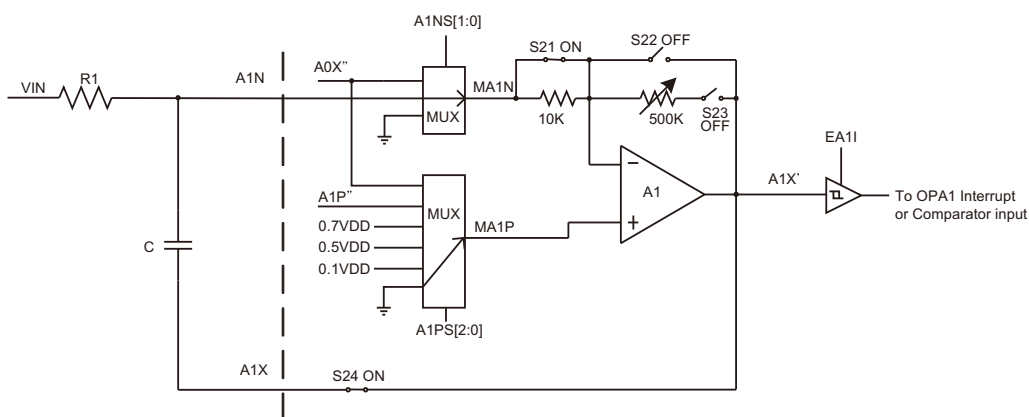 A1NS[1:0]
S21 ON
S22 OFF
VIN
R1
A1N
A0X"
MUX
MA1N
10K
500K
S23
OFF
EA1I
A1P"
0.7VDD
0.5VDD
0.1VDD
MUX
MA1P
A1
A1X'
To OPA1 Interrupt
or Comparator input
C
A1PS[2:0]
A1X
S24 ON